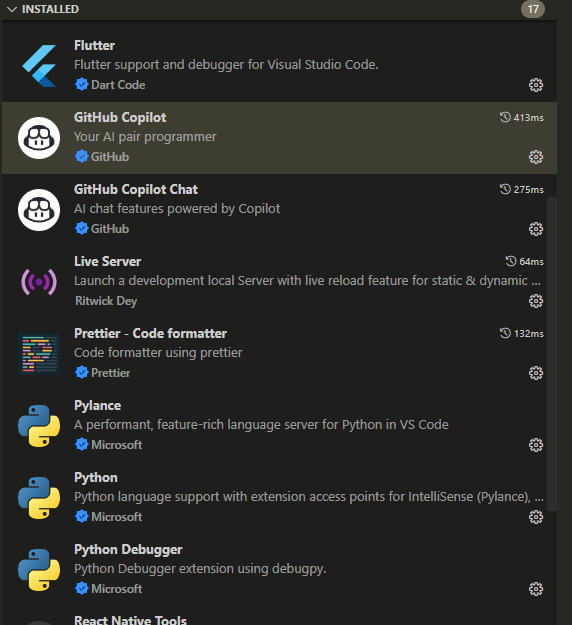 INSTALLED
17
Flutter
Flutter support and debugger for Visual Studio Code.
Dart Code
GitHub Copilot
413ms
Your AI pair programmer
GitHub
GitHub Copilot Chat
275ms
AI chat features powered by Copilot
GitHub
Live Server
64ms
Launch a development local Server with live reload feature for static & dynamic ...
Ritwick Dey
Prettier - Code formatter
132ms
Code formatter using prettier
Prettier
Pylance
A performant, feature-rich language server for Python in VS Code
Microsoft
Python
Python language support with extension access points for IntelliSense (Pylance), ...
Microsoft
Python Debugger
Python Debugger extension using debugpy.
Microsoft
React Native Tools